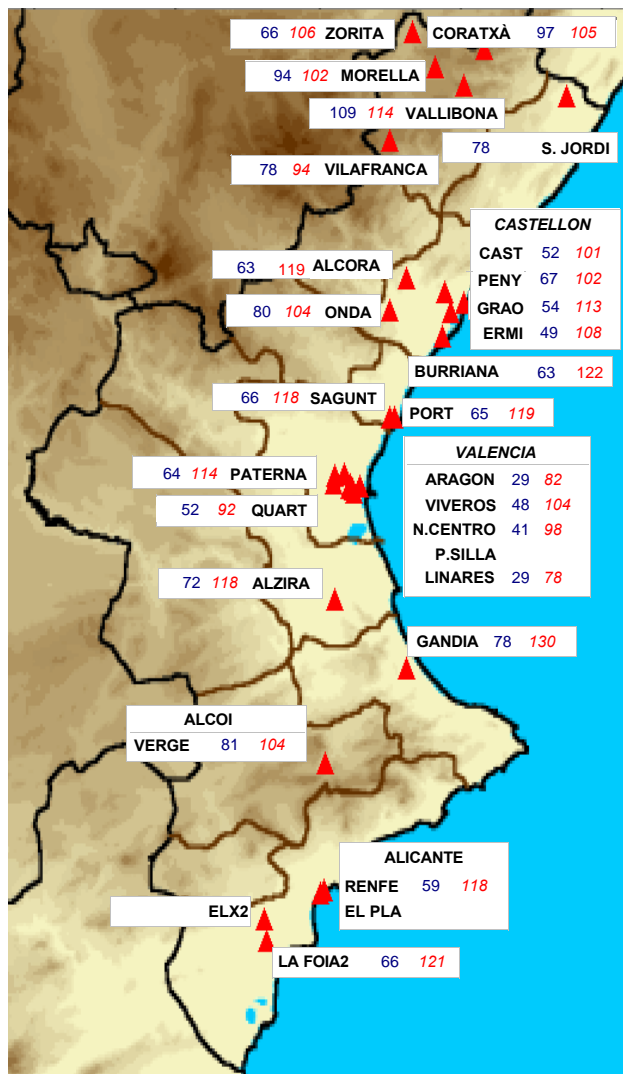 66 106 ZORITA
CORATXÀ 97 105
94 102 MORELLA
109 114 VALLIBONA
78 S. JORDI
78 94 VILAFRANCA
CASTELLON
CAST 52 101
PENY 67 102
GRAO 54 113
ERMI 49 108
63 119 ALCORA
80 104 ONDA
BURRIANA 63 122
66 118 SAGUNT
PORT 65 119
VALENCIA
ARAGON 29 82
VIVEROS 48 104
N.CENTRO 41 98
P.SILLA
LINARES 29 78
64 114 PATERNA
52 92 QUART
72 118 ALZIRA
GANDIA 78 130
ALCOI
VERGE 81 104
ALICANTE
RENFE 59 118
EL PLA
ELX2
LA FOIA2 66 121